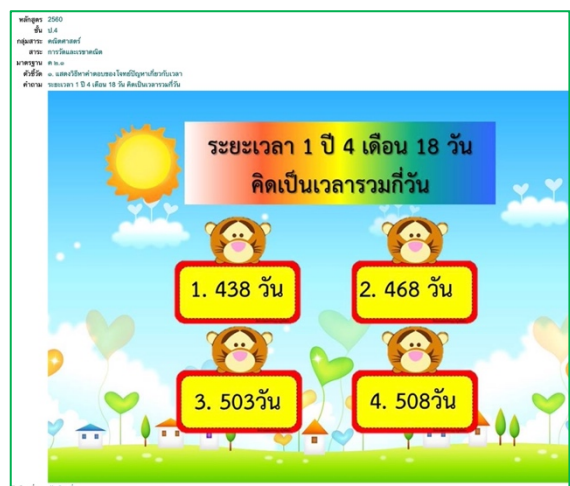 หลักสูตร 2560
ชั้น ป.4
กลุ่มสาระ คณิตศาสตร์
สาระ การวัดและเรขาคณิต
มาตรฐาน ค ๒.๑
ตัวชี้วัด ๑. แสดงวิธีหาคำตอบของโจทย์ปัญหาเกี่ยวกับเวลา
คำถาม ระยะเวลา 1 ปี 4 เดือน 18 วัน คิดเป็นเวลารวมกี่วัน
ระยะเวลา 1 ปี 4 เดือน 18 วัน
คิดเป็นเวลารวมกี่วัน
1. 438 วัน
2. 468 วัน
3. 503วัน
4. 508วัน